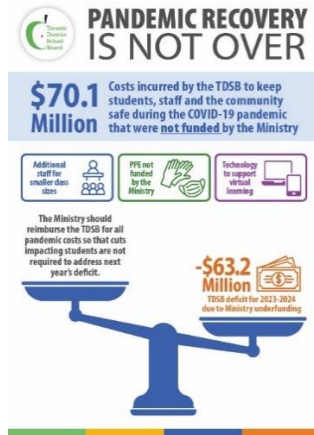 Toronto
District
School
Board
PANDEMIC RECOVERY
IS NOT OVER
$70.1
Million
Costs incurred by the TDSB to keep
students, staff and the community
safe during the COVID-19 pandemic
that were not funded by the Ministry
Additional
staff for
smaller class
sizes
PPE not
funded
by the
Ministry
Technology
to support
virtual
learning
The Ministry should
reimburse the TDSB for all
pandemic costs so that cuts
impacting students are not
required to address next
year's deficit.
-$63.2
Million
TDSB deficit for 2023-2024
due to Ministry underfunding